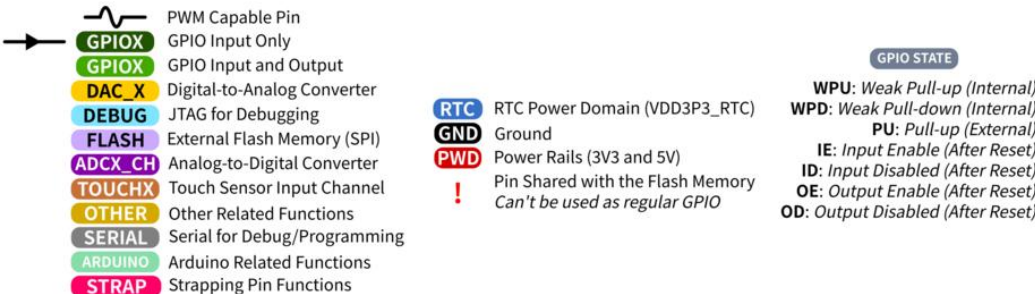 PWM Capable Pin
GPIOX GPIO Input Only
GPIOX GPIO Input and Output
DAC_X Digital-to-Analog Converter
DEBUG JTAG for Debugging
FLASH External Flash Memory (SPI)
ADCX_CH Analog-to-Digital Converter
TOUCHX Touch Sensor Input Channel
OTHER Other Related Functions
SERIAL Serial for Debug/Programming
ARDUINO Arduino Related Functions
STRAP Strapping Pin Functions
RTC RTC Power Domain (VDD3P3_RTC)
GND Ground
PWD Power Rails (3V3 and 5V)
! Pin Shared with the Flash Memory
Can't be used as regular GPIO
GPIO STATE
WPU: Weak Pull-up (Internal)
WPD: Weak Pull-down (Internal)
PU: Pull-up (External)
IE: Input Enable (After Reset)
ID: Input Disabled (After Reset)
OE: Output Enable (After Reset)
OD: Output Disabled (After Reset)